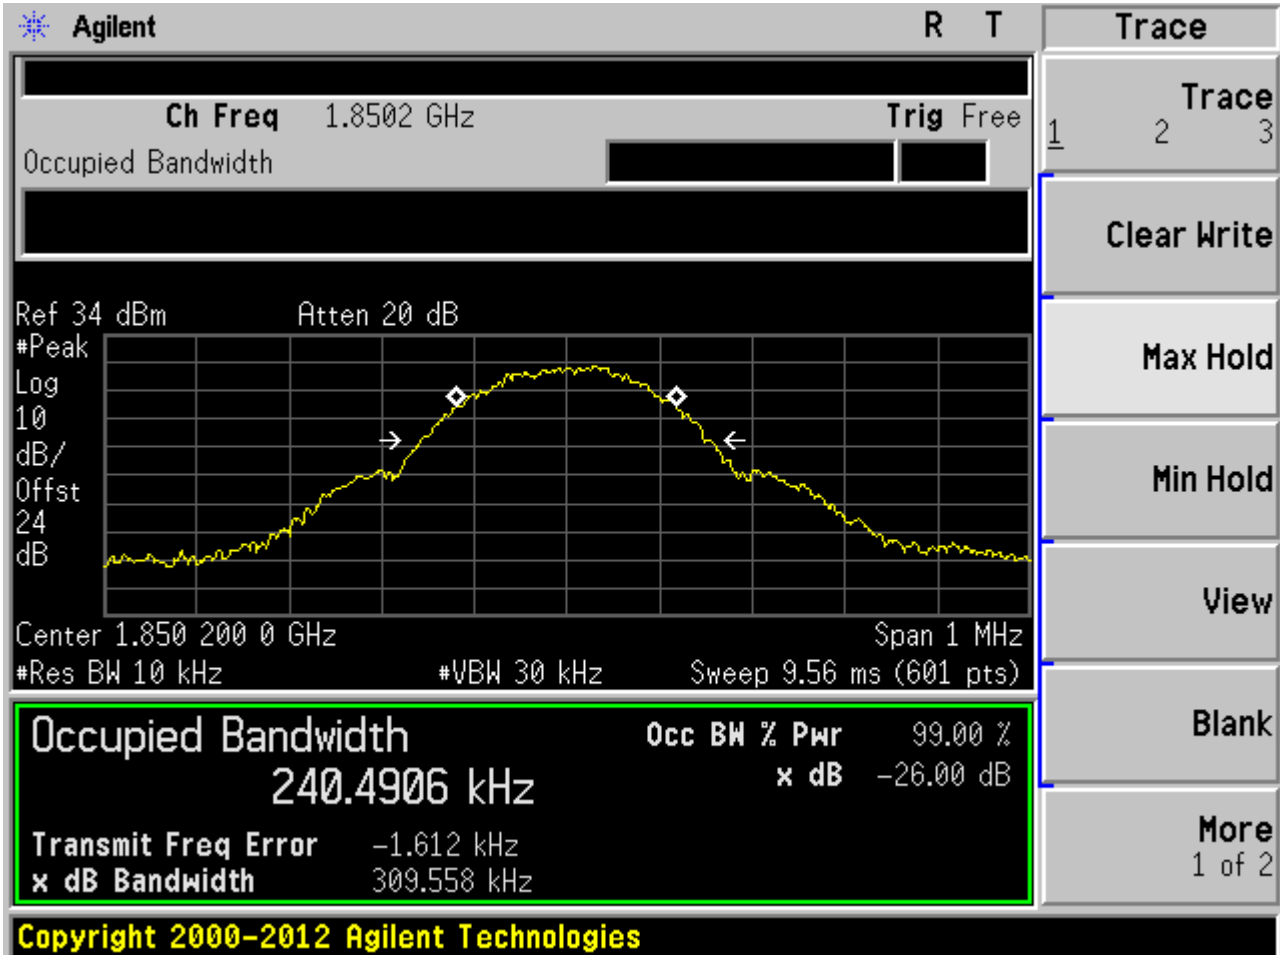 Agilent R T Trace
Ch Freq 1.8502 GHz Trig Free
Occupied Bandwidth
Trace
1 2 3
Clear Write
Max Hold
Min Hold
View
Blank
More
1 of 2
Ref 34 dBm Atten 20 dB
#Peak
Log
10
dB/
Offst
24
dB
Center 1.850 200 0 GHz Span 1 MHz
#Res BW 10 kHz #VBW 30 kHz Sweep 9.56 ms (601 pts)
Occupied Bandwidth Occ BW % Pwr 99.00 %
240.4906 kHz x dB -26.00 dB
Transmit Freq Error -1.612 kHz
x dB Bandwidth 309.558 kHz
Copyright 2000-2012 Agilent Technologies